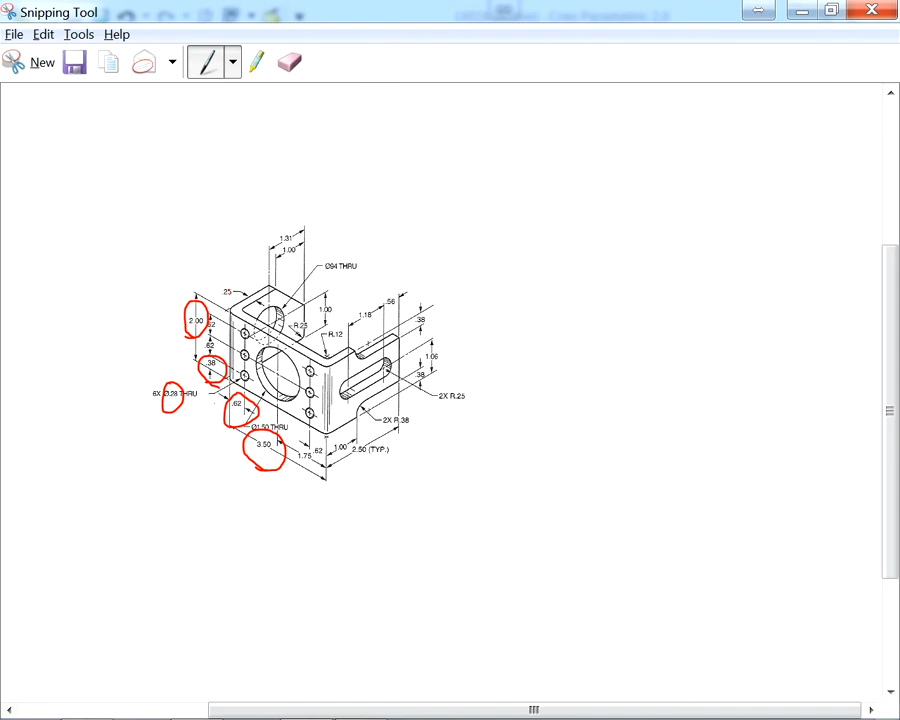 Snipping Tool
File Edit Tools Help
New
1.31
1.00
Ø94 THRU
.25
.56
1.00
1.18
.38
2.00
.62
R.25
R.12
.62
1.06
.38
.38
6X Ø.28 THRU
2X R.25
.62
2X R.38
Ø1.50 THRU
3.50
.62
1.00
2.50 (TYP.)
1.75